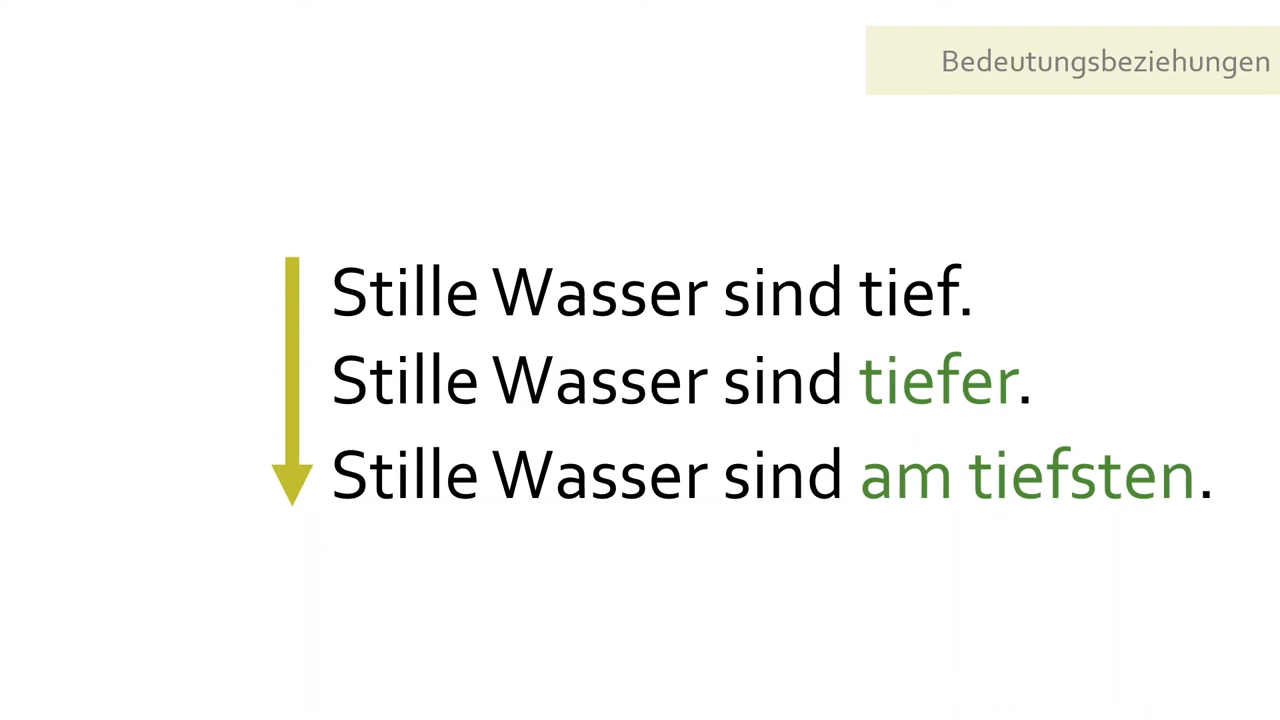 Bedeutungsbeziehungen
Stille Wasser sind tief.
Stille Wasser sind tiefer.
Stille Wasser sind am tiefsten.